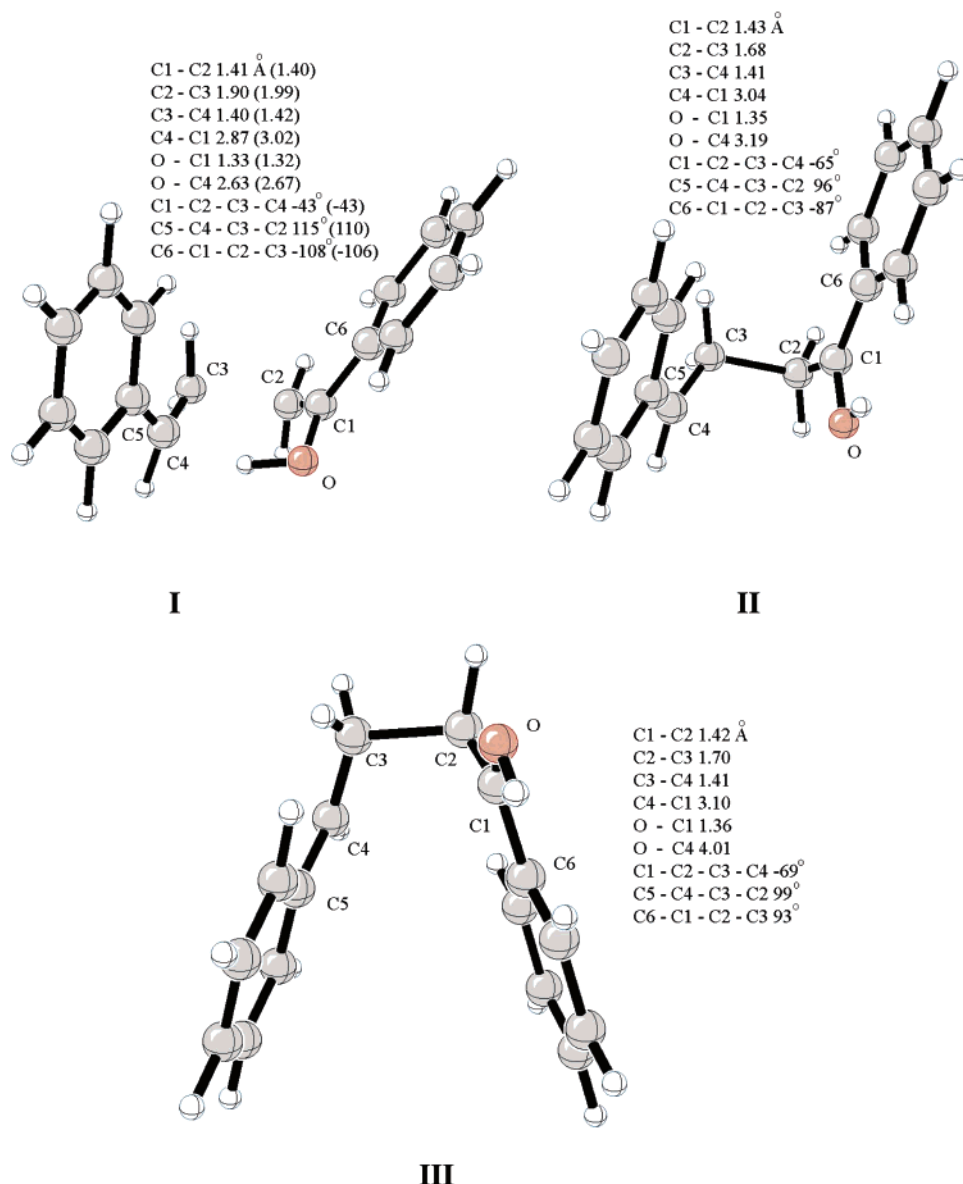 C1 - C2 1.41 Å (1.40)
C2 - C3 1.90 (1.99)
C3 - C4 1.40 (1.42)
C4 - C1 2.87 (3.02)
O - C1 1.33 (1.32)
O - C4 2.63 (2.67)
C1 - C2 - C3 - C4 -43° (-43)
C5 - C4 - C3 - C2 115° (110)
C6 - C1 - C2 - C3 -108° (-106)
C3
C2
C6
C5
C4
C1
O
I
C1 - C2 1.43 Å
C2 - C3 1.68
C3 - C4 1.41
C4 - C1 3.04
O - C1 1.35
O - C4 3.19
C1 - C2 - C3 - C4 -65°
C5 - C4 - C3 - C2 96°
C6 - C1 - C2 - C3 -87°
C6
C3
C2
C1
C5
C4
O
II
O
C3
C2
C1
C4
C6
C5
C1 - C2 1.42 Å
C2 - C3 1.70
C3 - C4 1.41
C4 - C1 3.10
O - C1 1.36
O - C4 4.01
C1 - C2 - C3 - C4 -69°
C5 - C4 - C3 - C2 99°
C6 - C1 - C2 - C3 93°
III